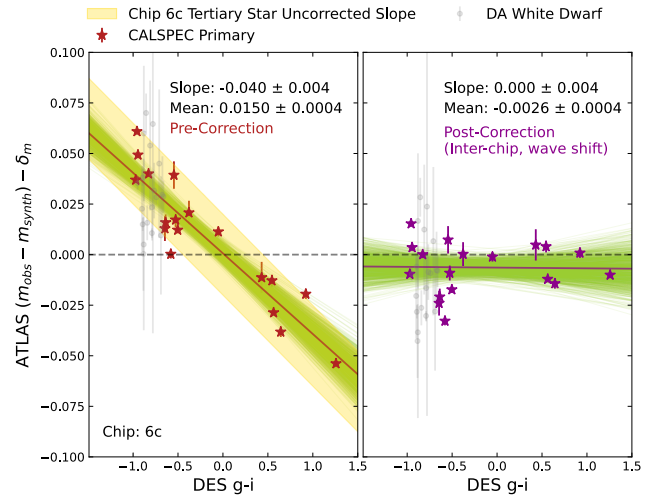 Chip 6c Tertiary Star Uncorrected Slope
DA White Dwarf
CALSPEC Primary
Slope: -0.040 ± 0.004
Mean: 0.0150 ± 0.0004
Pre-Correction
Slope: 0.000 ± 0.004
Mean: -0.0026 ± 0.0004
Post-Correction
(Inter-chip, wave shift)
ATLAS (m_obs − m_synth) − δ_m
0.100
0.075
0.050
0.025
0.000
−0.025
−0.050
−0.075
−0.100
Chip: 6c
−1.0 −0.5 0.0 0.5 1.0 1.5
−1.0 −0.5 0.0 0.5 1.0 1.5
DES g-i
DES g-i